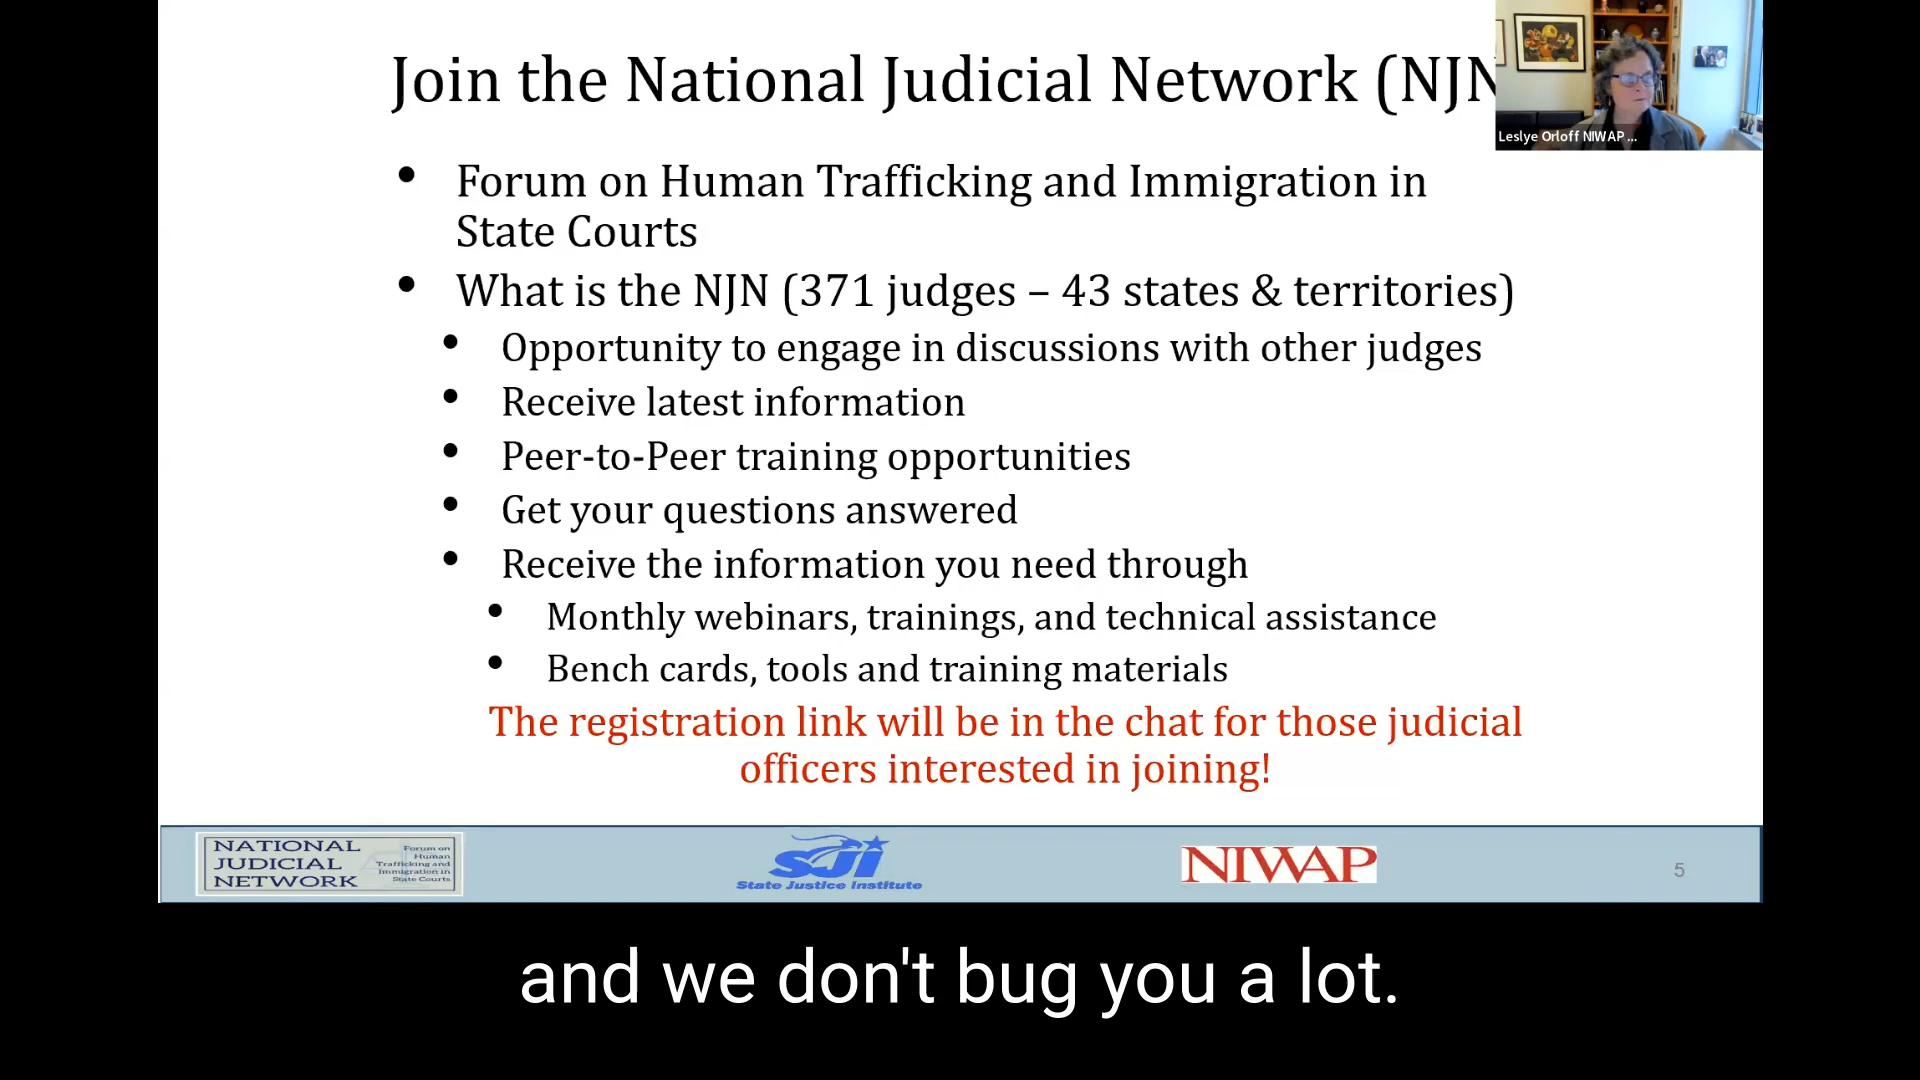 Join the National Judicial Network (NJN
Leslye Orloff NIWAP ...
• Forum on Human Trafficking and Immigration in
State Courts
• What is the NJN (371 judges – 43 states & territories)
• Opportunity to engage in discussions with other judges
• Receive latest information
• Peer-to-Peer training opportunities
• Get your questions answered
• Receive the information you need through
• Monthly webinars, trainings, and technical assistance
• Bench cards, tools and training materials
The registration link will be in the chat for those judicial
officers interested in joining!
NATIONAL
JUDICIAL
NETWORK
Forum on
Human
Trafficking and
Immigration in
State Courts
SJI
State Justice Institute
NIWAP
5
and we don't bug you a lot.